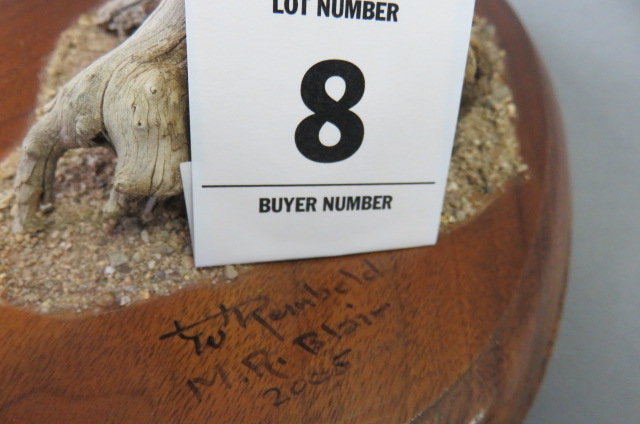 LOT NUMBER
8
BUYER NUMBER
M.R. Blair
2005